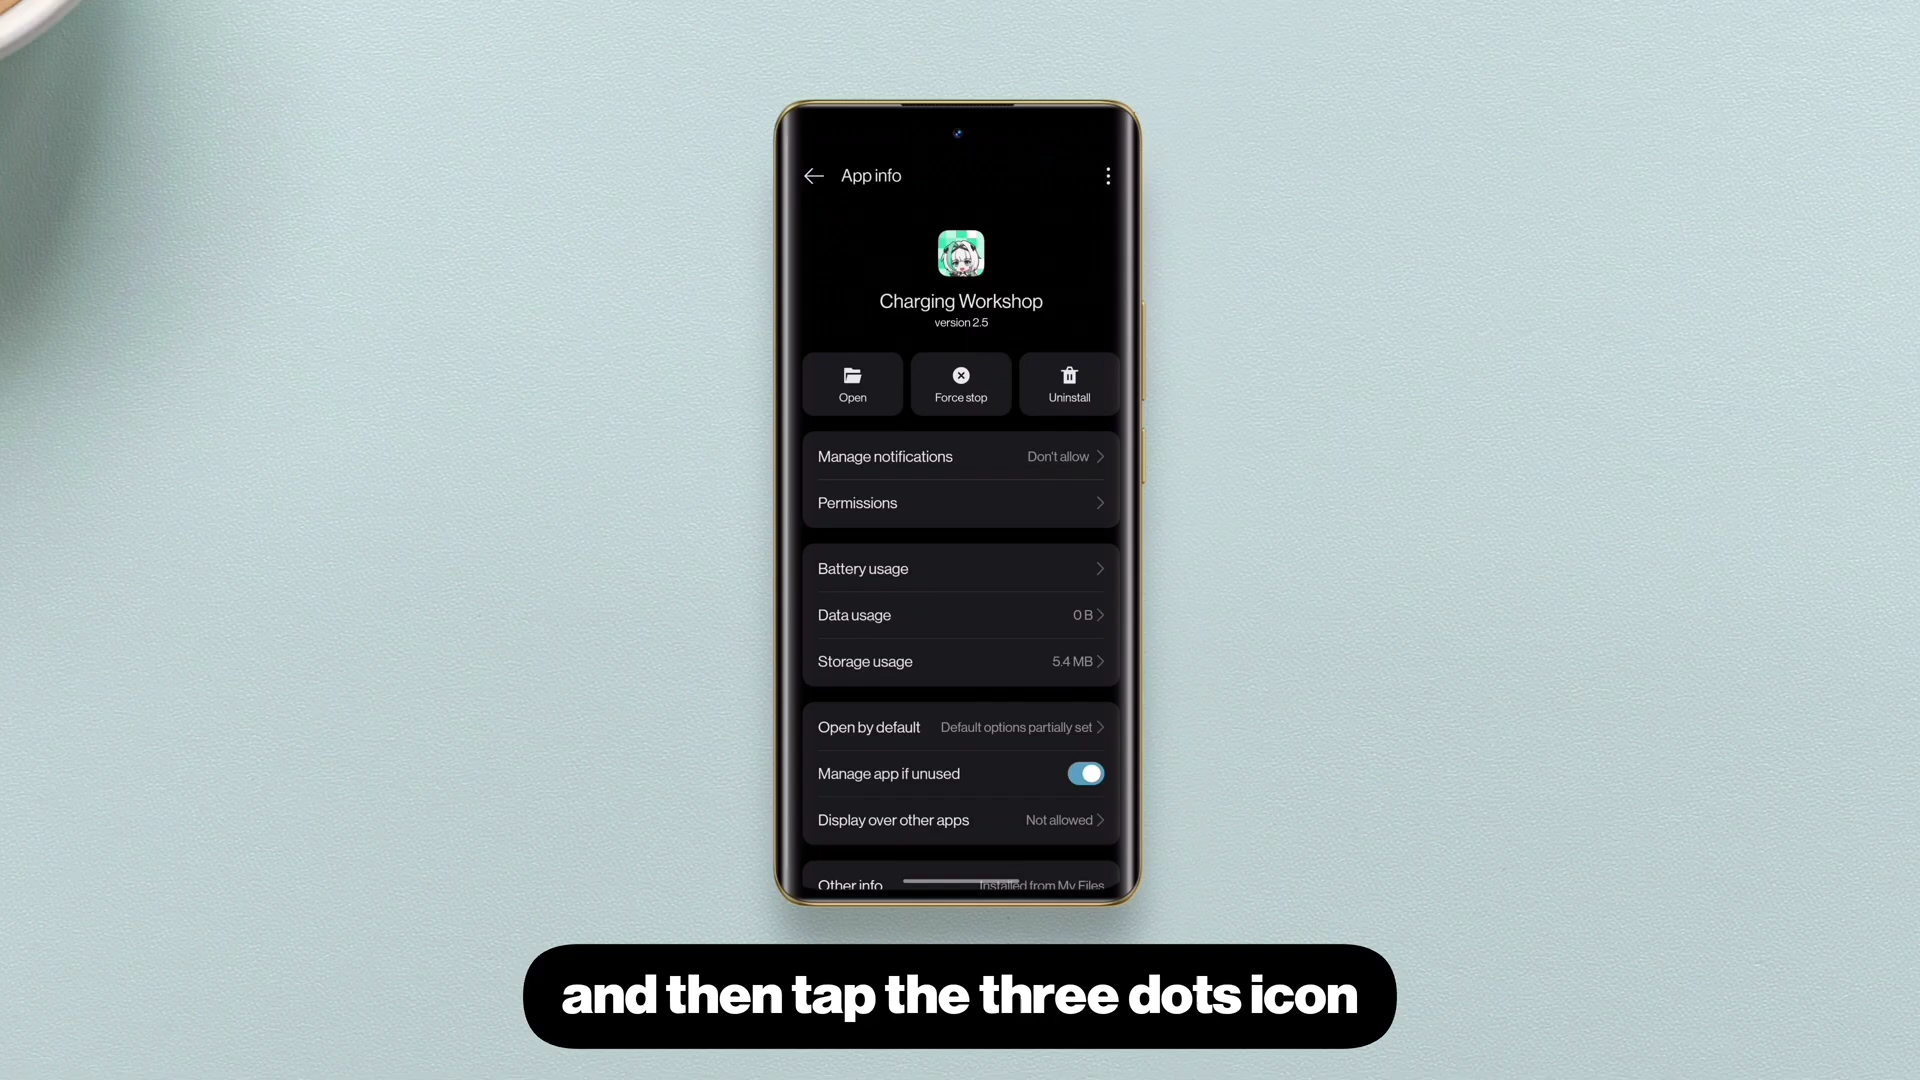 App info
Charging Workshop
version 2.5
Open
Force stop
Uninstall
Manage notifications Don't allow
Permissions
Battery usage
Data usage 0 B
Storage usage 5.4 MB
Open by default Default options partially set
Manage app if unused
Display over other apps Not allowed
Other info Installed from My Files
and then tap the three dots icon